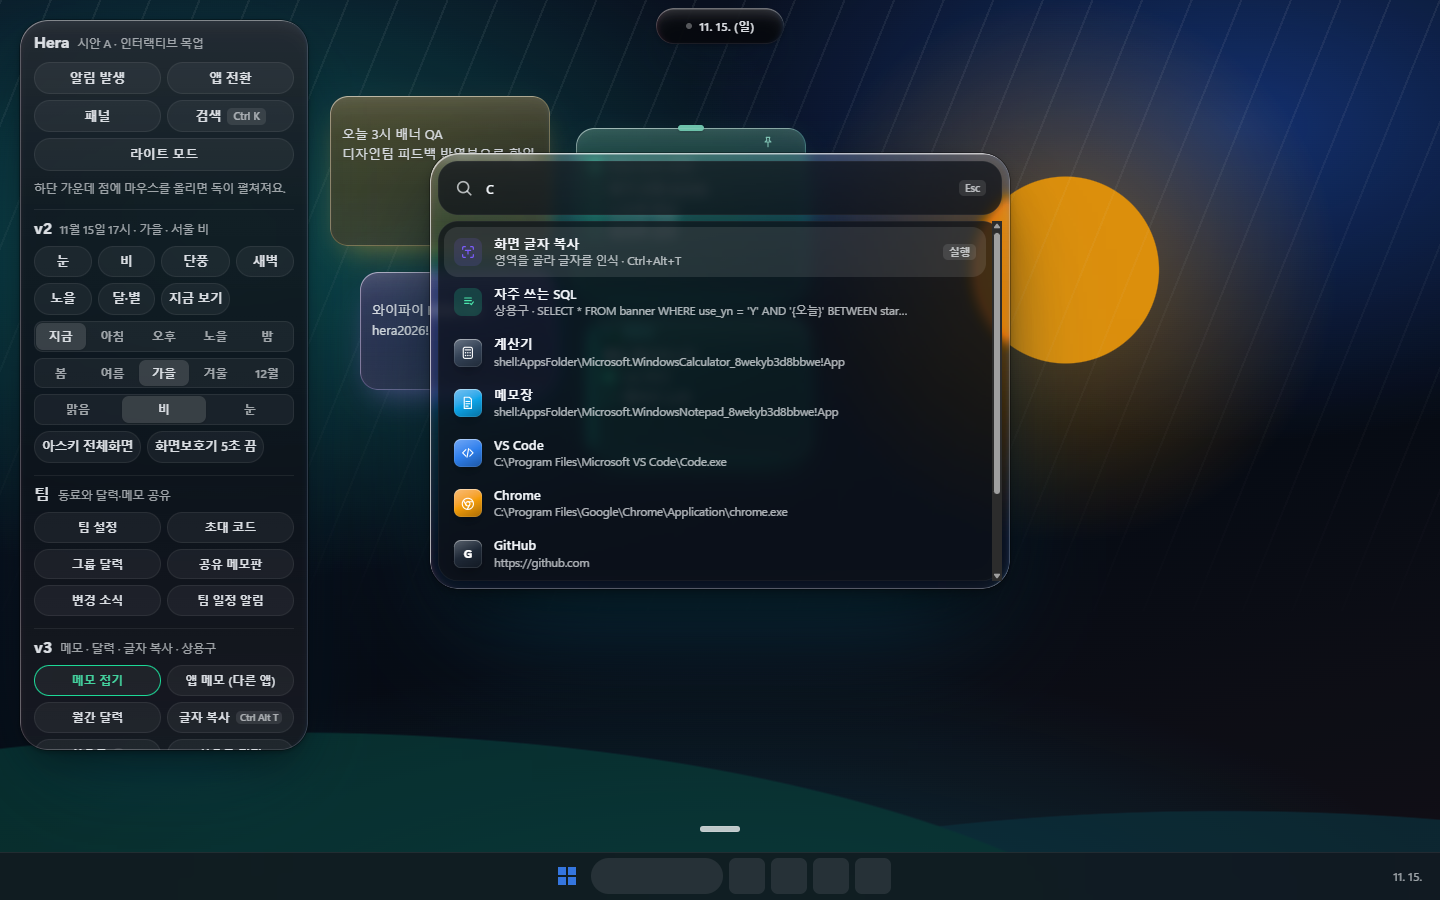 11. 15. (일)
Hera 시안 A · 인터랙티브 목업
알림 발생
앱 전환
패널
검색 Ctrl K
라이트 모드
하단 가운데 점에 마우스를 올리면 독이 펼쳐져요.
v2 11월 15일 17시 · 가을 · 서울 비
눈
비
단풍
새벽
노을
달·별
지금 보기
지금
아침
오후
노을
밤
봄
여름
가을
겨울
12월
맑음
비
눈
아스키 전체화면
화면보호기 5초 끔
팀 동료와 달력·메모 공유
팀 설정
초대 코드
그룹 달력
공유 메모판
변경 소식
팀 일정 알림
v3 메모 · 달력 · 글자 복사 · 상용구
메모 접기
앱 메모 (다른 앱)
월간 달력
글자 복사 Ctrl Alt T
오늘 3시 배너 QA
디자인팀 피드백
와이파이
hera2026!
C
Esc
화면 글자 복사
영역을 골라 글자를 인식 · Ctrl+Alt+T
실행
자주 쓰는 SQL
상용구 · SELECT * FROM banner WHERE use_yn = 'Y' AND '{오늘}' BETWEEN star...
계산기
shell:AppsFolder\Microsoft.WindowsCalculator_8wekyb3d8bbwe!App
메모장
shell:AppsFolder\Microsoft.WindowsNotepad_8wekyb3d8bbwe!App
VS Code
C:\Program Files\Microsoft VS Code\Code.exe
Chrome
C:\Program Files\Google\Chrome\Application\chrome.exe
G
GitHub
https://github.com
11. 15.